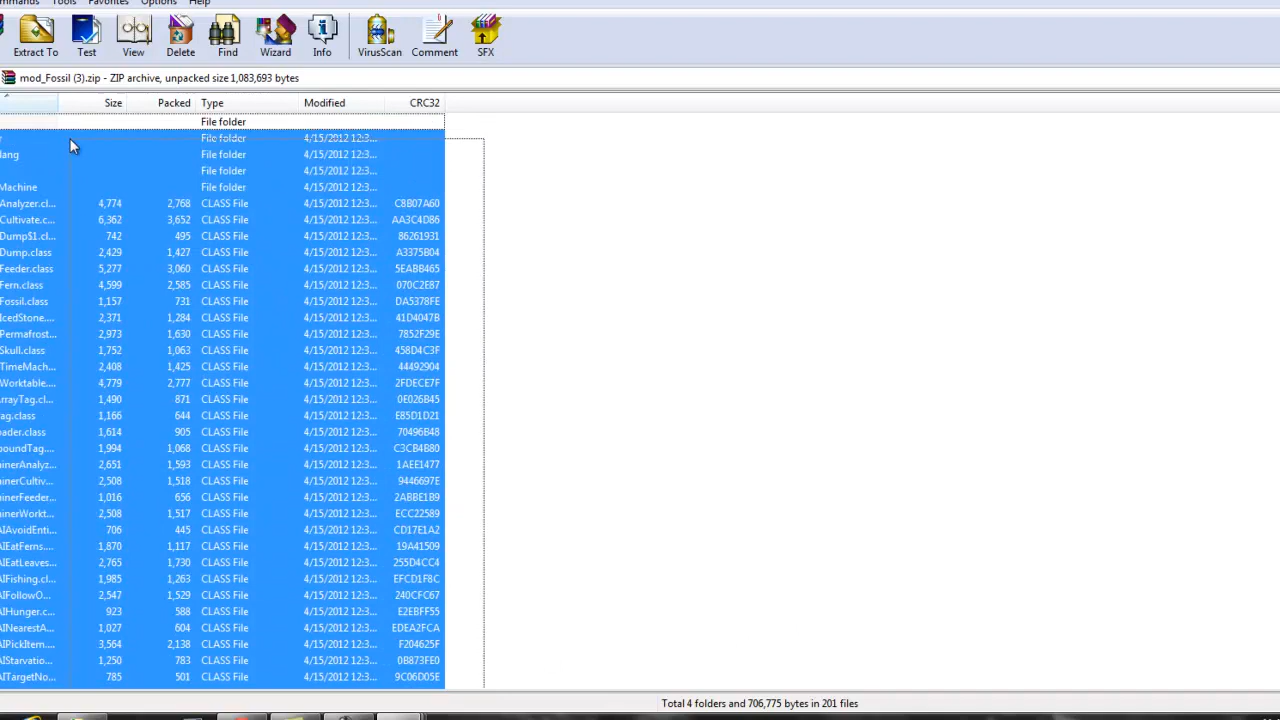 mmands Tools Favorites Options Help
Extract To Test View Delete Find Wizard Info VirusScan Comment SFX
mod_Fossil (3).zip - ZIP archive, unpacked size 1,083,693 bytes
Size Packed Type Modified CRC32
File folder
r File folder 4/15/2012 12:3...
lang File folder 4/15/2012 12:3...
File folder 4/15/2012 12:3...
Machine File folder 4/15/2012 12:3...
Analyzer.cl... 4,774 2,768 CLASS File 4/15/2012 12:3... C8B07A60
Cultivate.c... 6,362 3,652 CLASS File 4/15/2012 12:3... AA3C4D86
Dump$1.cl... 742 495 CLASS File 4/15/2012 12:3... 86261931
Dump.class 2,429 1,427 CLASS File 4/15/2012 12:3... A3375B04
Feeder.class 5,277 3,060 CLASS File 4/15/2012 12:3... 5EABB465
Fern.class 4,599 2,585 CLASS File 4/15/2012 12:3... 070C2E87
Fossil.class 1,157 731 CLASS File 4/15/2012 12:3... DA5378FE
IcedStone.... 2,371 1,284 CLASS File 4/15/2012 12:3... 41D4047B
Permafrost... 2,973 1,630 CLASS File 4/15/2012 12:3... 7852F29E
Skull.class 1,752 1,063 CLASS File 4/15/2012 12:3... 458D4C3F
TimeMach... 2,408 1,425 CLASS File 4/15/2012 12:3... 44492904
Worktable.... 4,779 2,777 CLASS File 4/15/2012 12:3... 2FDECE7F
ArrayTag.cl... 1,490 871 CLASS File 4/15/2012 12:3... 0E026B45
ag.class 1,166 644 CLASS File 4/15/2012 12:3... E85D1D21
oader.class 1,614 905 CLASS File 4/15/2012 12:3... 70496B48
poundTag.... 1,994 1,068 CLASS File 4/15/2012 12:3... C3CB4B80
inerAnalyz... 2,651 1,593 CLASS File 4/15/2012 12:3... 1AEE1477
inerCultiv... 2,508 1,518 CLASS File 4/15/2012 12:3... 9446697E
inerFeeder... 1,016 656 CLASS File 4/15/2012 12:3... 2ABBE1B9
inerWorkt... 2,508 1,517 CLASS File 4/15/2012 12:3... ECC22589
AIAvoidEnti... 706 445 CLASS File 4/15/2012 12:3... CD17E1A2
AIEatFerns.... 1,870 1,117 CLASS File 4/15/2012 12:3... 19A41509
AIEatLeaves... 2,765 1,730 CLASS File 4/15/2012 12:3... 255D4CC4
AIFishing.cl... 1,985 1,263 CLASS File 4/15/2012 12:3... EFCD1F8C
AIFollowO... 2,547 1,529 CLASS File 4/15/2012 12:3... 240CFC67
AIHunger.c... 923 588 CLASS File 4/15/2012 12:3... E2EBFF55
AINearestA... 1,027 604 CLASS File 4/15/2012 12:3... EDEA2FCA
AIPickItem.... 3,564 2,138 CLASS File 4/15/2012 12:3... F204625F
AIStarvatio... 1,250 783 CLASS File 4/15/2012 12:3... 0B873FE0
AITargetNo... 785 501 CLASS File 4/15/2012 12:3... 9C06D05E
Total 4 folders and 706,775 bytes in 201 files